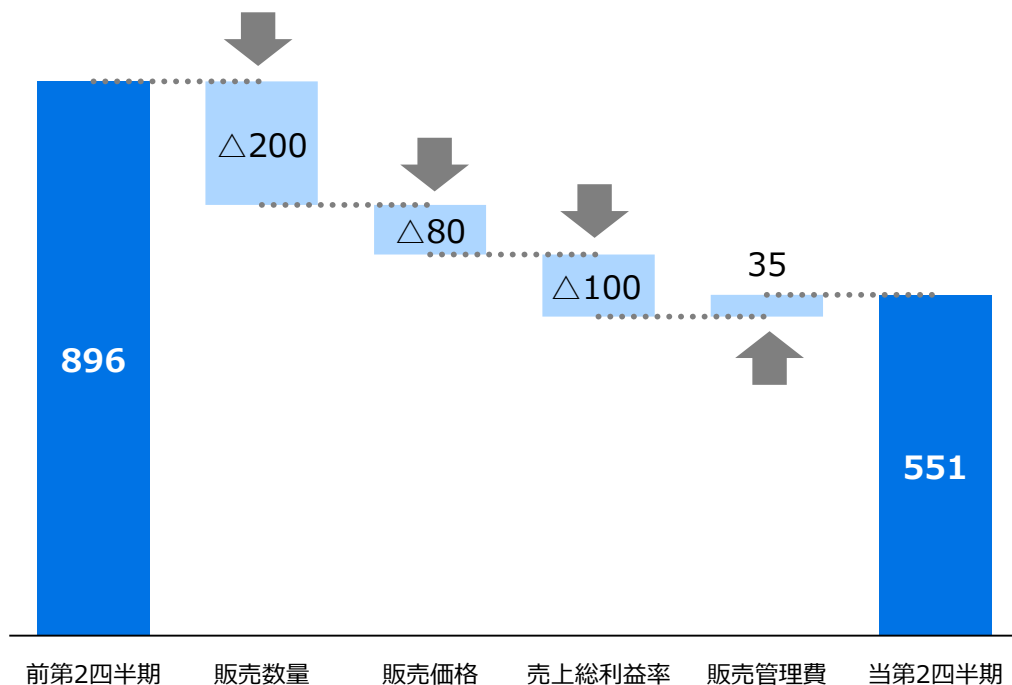 △200
△80
△100
35
896
551
前第2四半期
販売数量
販売価格
売上総利益率
販売管理費
当第2四半期